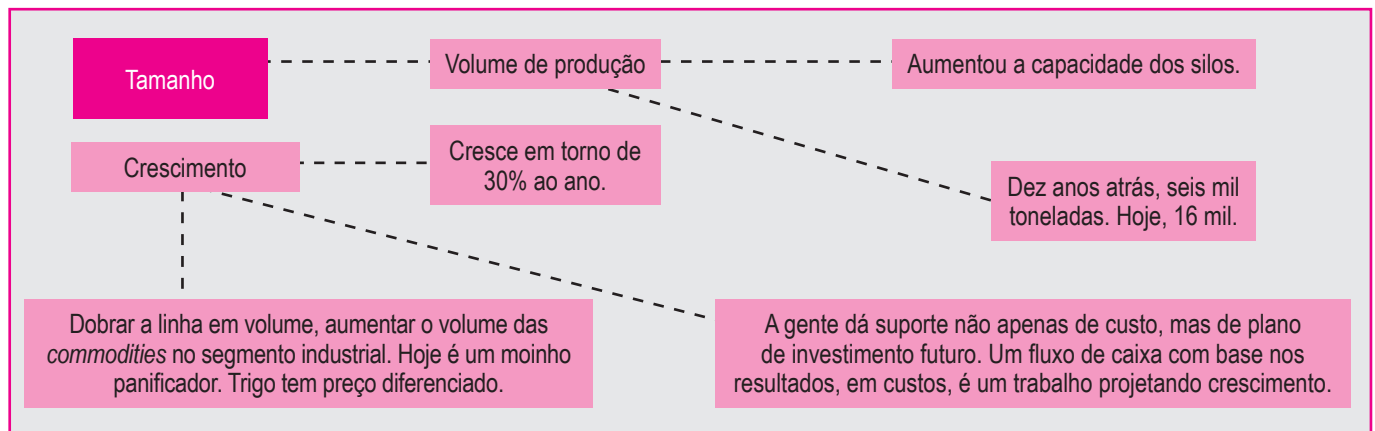 Tamanho
Volume de produção
Aumentou a capacidade dos silos.
Crescimento
Cresce em torno de
30% ao ano.
Dez anos atrás, seis mil
toneladas. Hoje, 16 mil.
Dobrar a linha em volume, aumentar o volume das
commodities no segmento industrial. Hoje é um moinho
panificador. Trigo tem preço diferenciado.
A gente dá suporte não apenas de custo, mas de plano
de investimento futuro. Um fluxo de caixa com base nos
resultados, em custos, é um trabalho projetando crescimento.